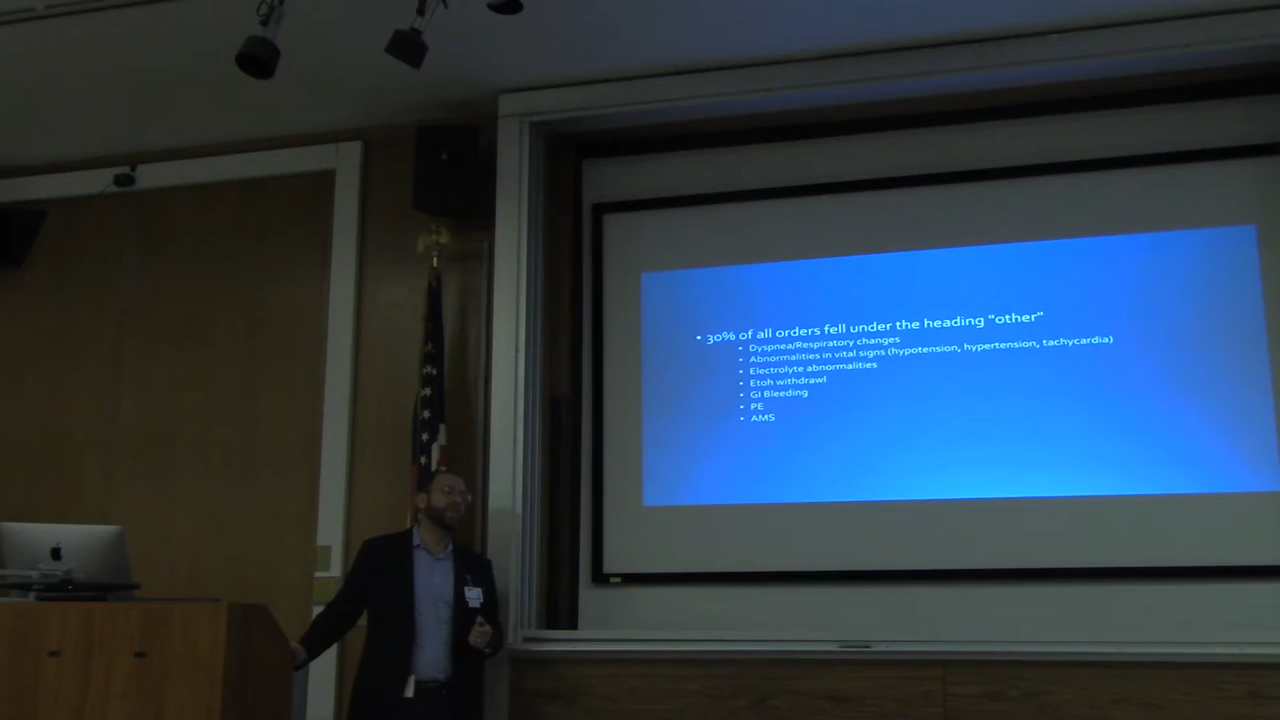 • 30% of all orders fell under the heading "other"
• Dyspnea/Respiratory changes
• Abnormalities in vital signs (hypotension, hypertension, tachycardia)
• Electrolyte abnormalities
• Etoh withdrawl
• GI Bleeding
• PE
• AMS